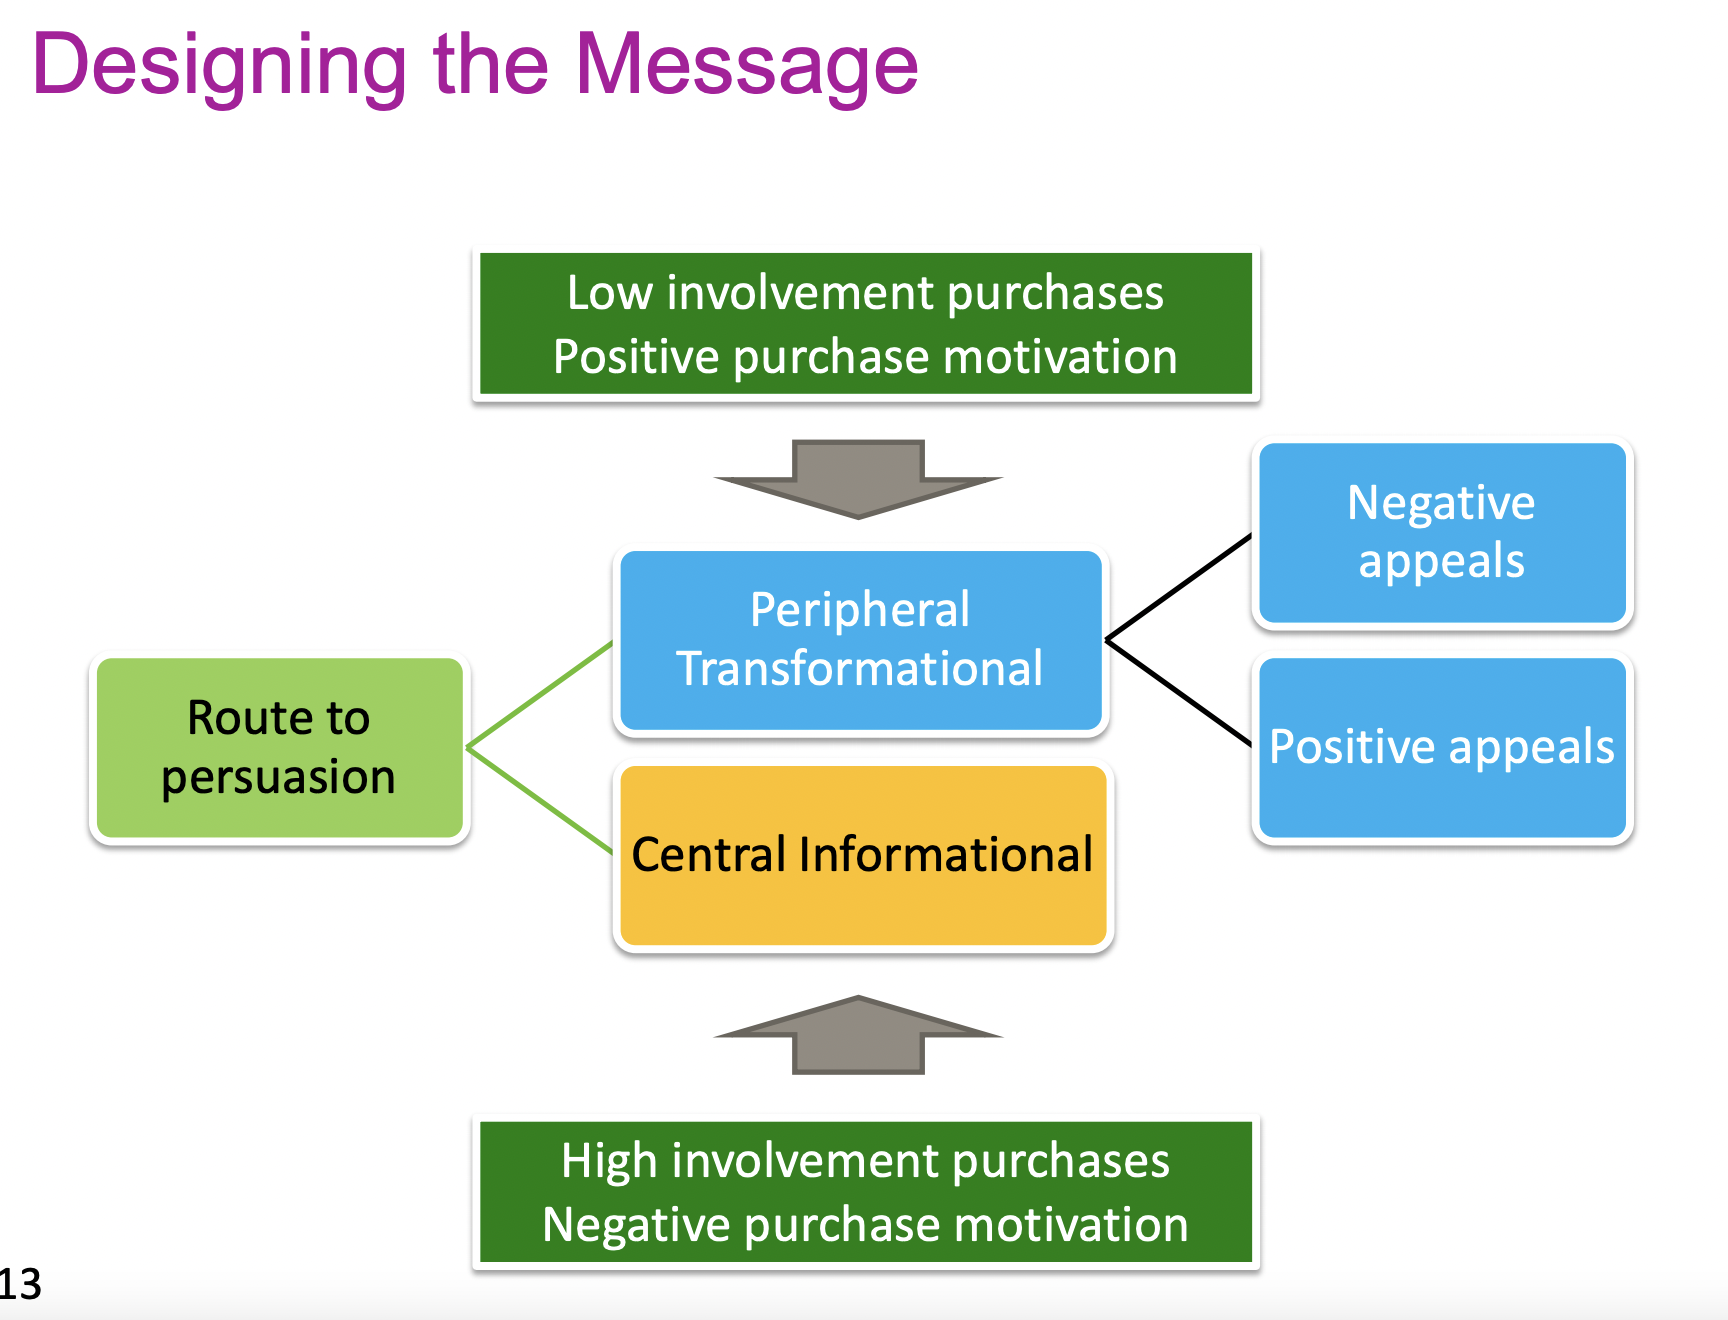 Designing the Message
Low involvement purchases
Positive purchase motivation
Negative
appeals
Peripheral
Transformational
Route to
persuasion
Positive appeals
Central Informational
High involvement purchases
Negative purchase motivation
13